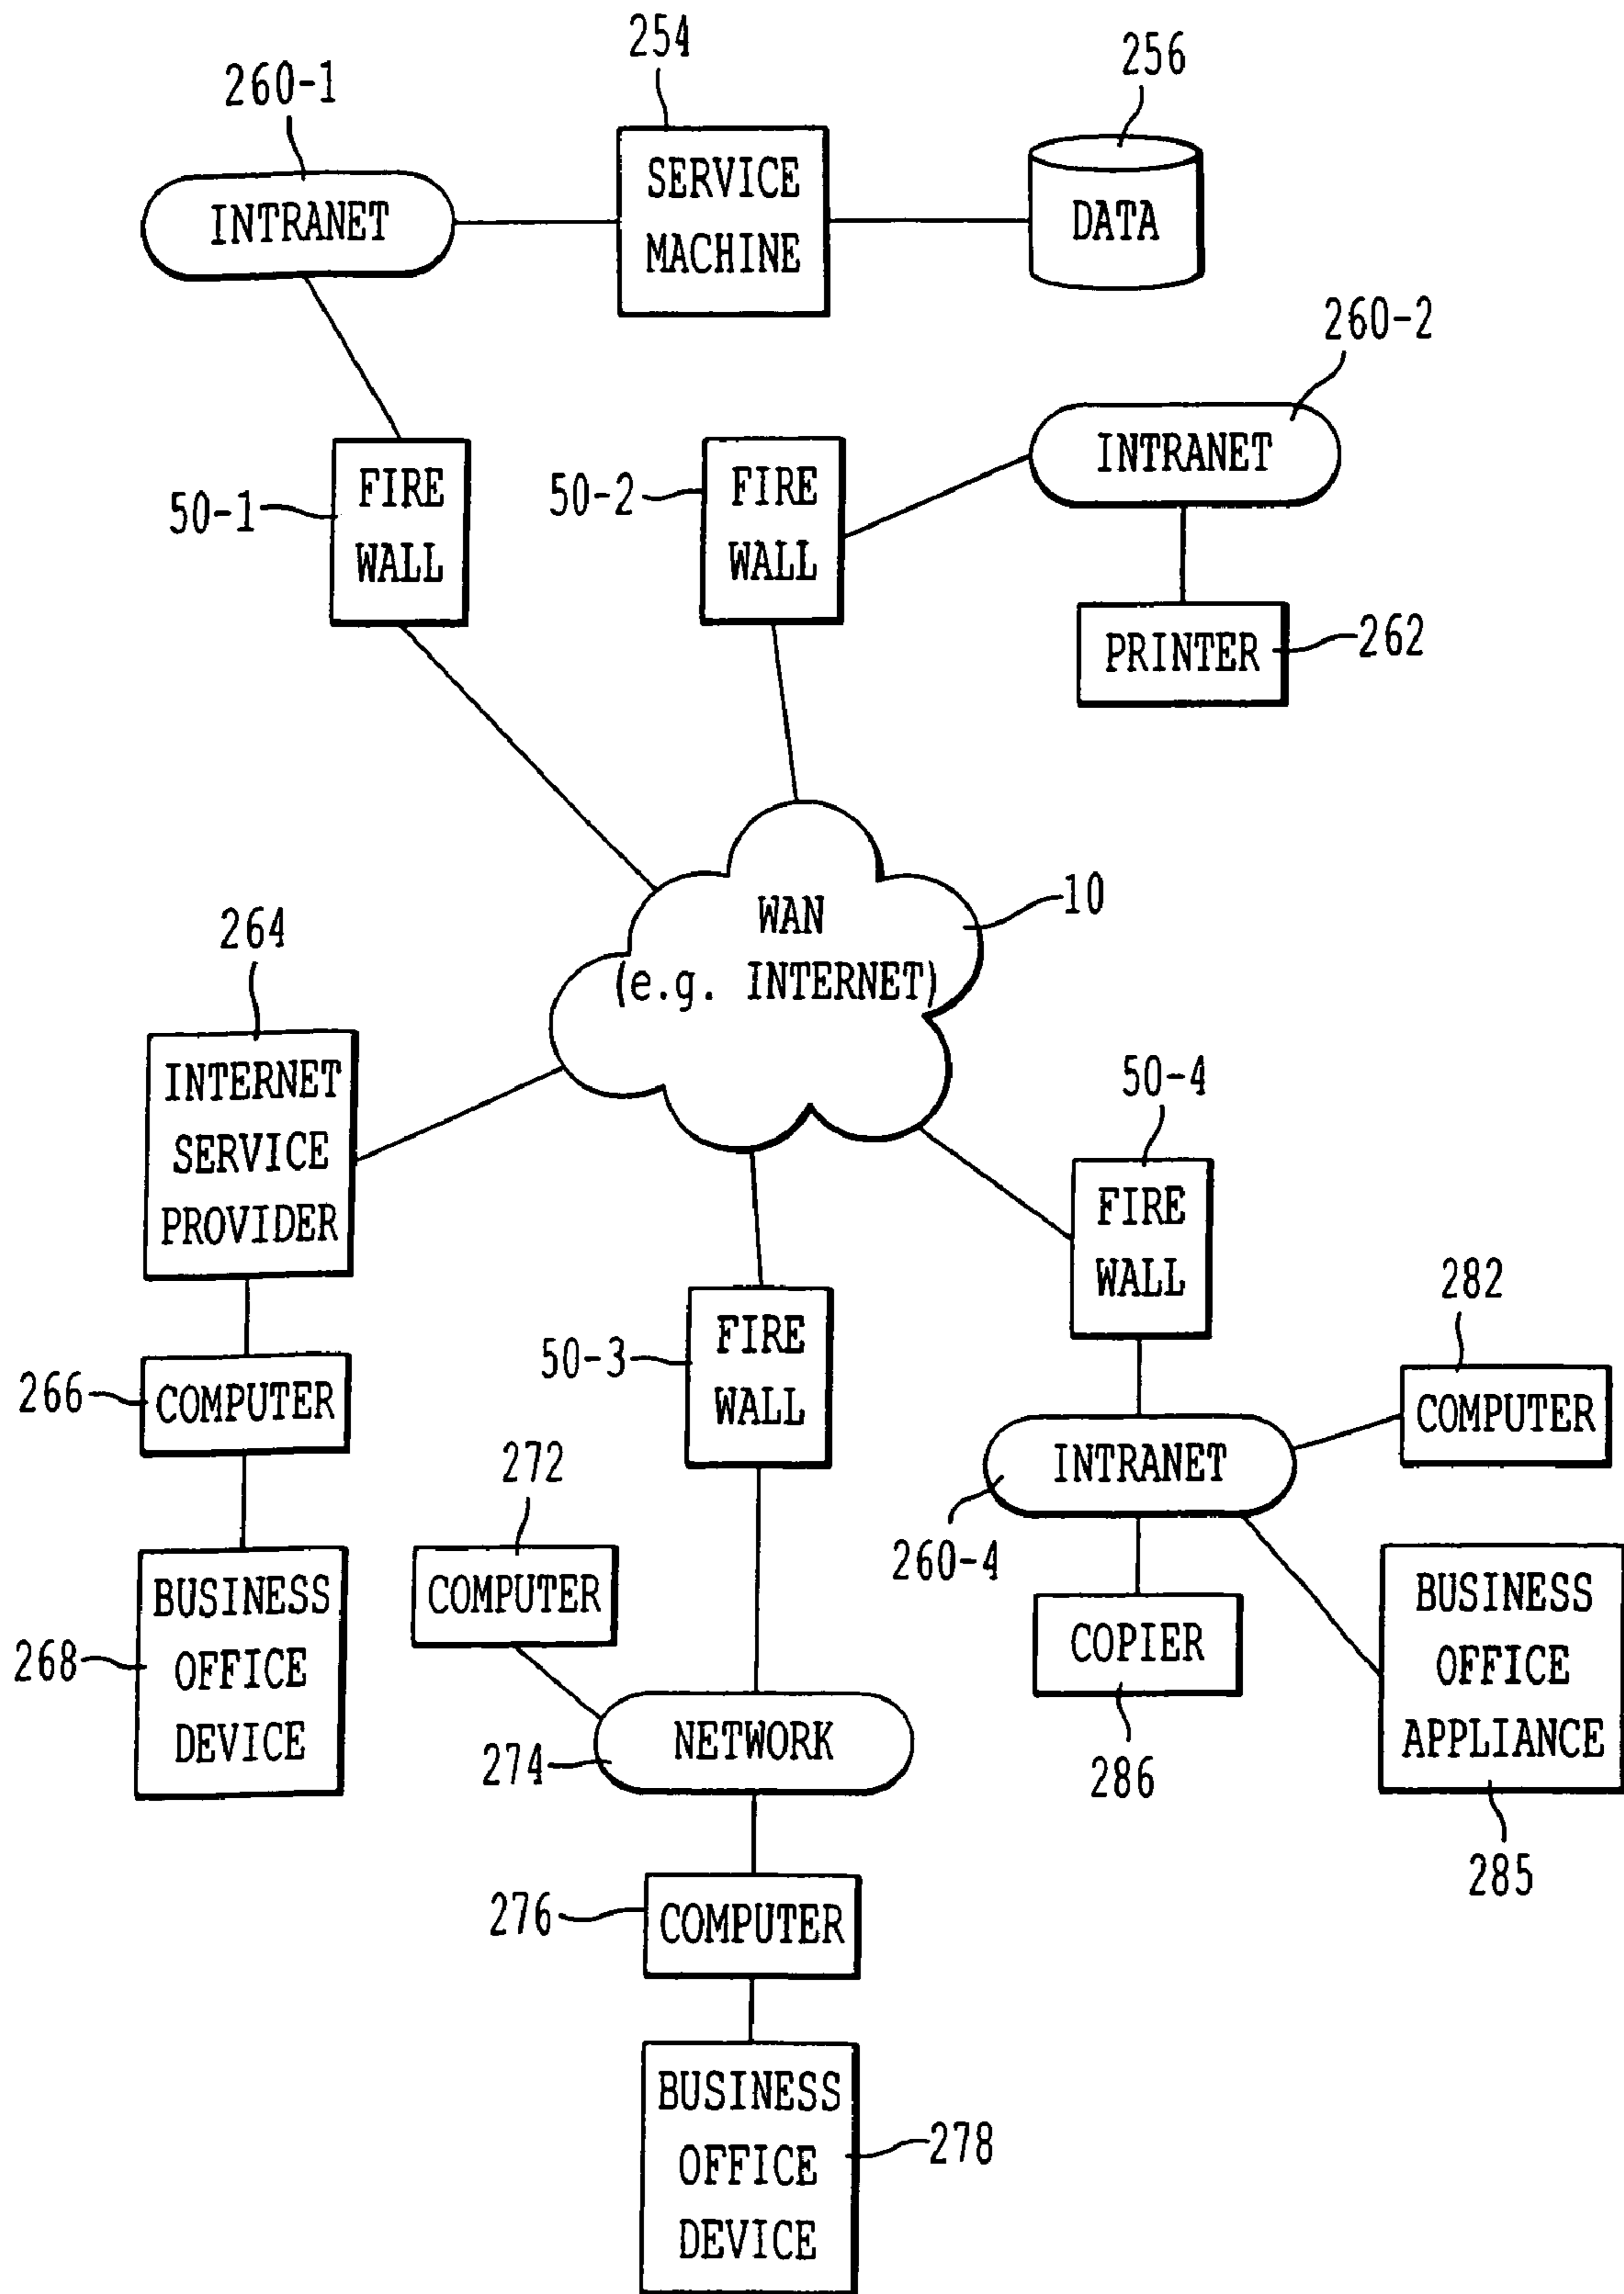 254
256
260-1
SERVICE
MACHINE
INTRANET
DATA
260-2
INTRANET
FIRE
WALL
50-1
FIRE
WALL
50-2
PRINTER
262
WAN
(e.g. INTERNET)
10
264
INTERNET
SERVICE
PROVIDER
50-4
FIRE
WALL
282
FIRE
WALL
50-3
266
COMPUTER
COMPUTER
INTRANET
260-4
272
COMPUTER
BUSINESS
OFFICE
DEVICE
268
COPIER
286
BUSINESS
OFFICE
APPLIANCE
285
NETWORK
274
276
COMPUTER
BUSINESS
OFFICE
DEVICE
278